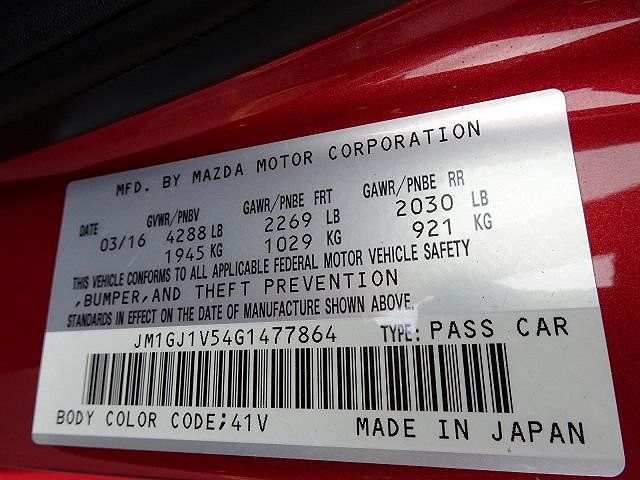 MFD. BY MAZDA MOTOR CORPORATION
DATE GVWR/PNBV GAWR/PNBE FRT GAWR/PNBE RR
03/16 4288 LB 2269 LB 2030 LB
1945 KG 1029 KG 921 KG
THIS VEHICLE CONFORMS TO ALL APPLICABLE FEDERAL MOTOR VEHICLE SAFETY
,BUMPER,AND THEFT PREVENTION
STANDARDS IN EFFECT ON THE DATE OF MANUFACTURE SHOWN ABOVE
JM1GJ1V54G1477864 TYPE: PASS CAR
BODY COLOR CODE;41V MADE IN JAPAN